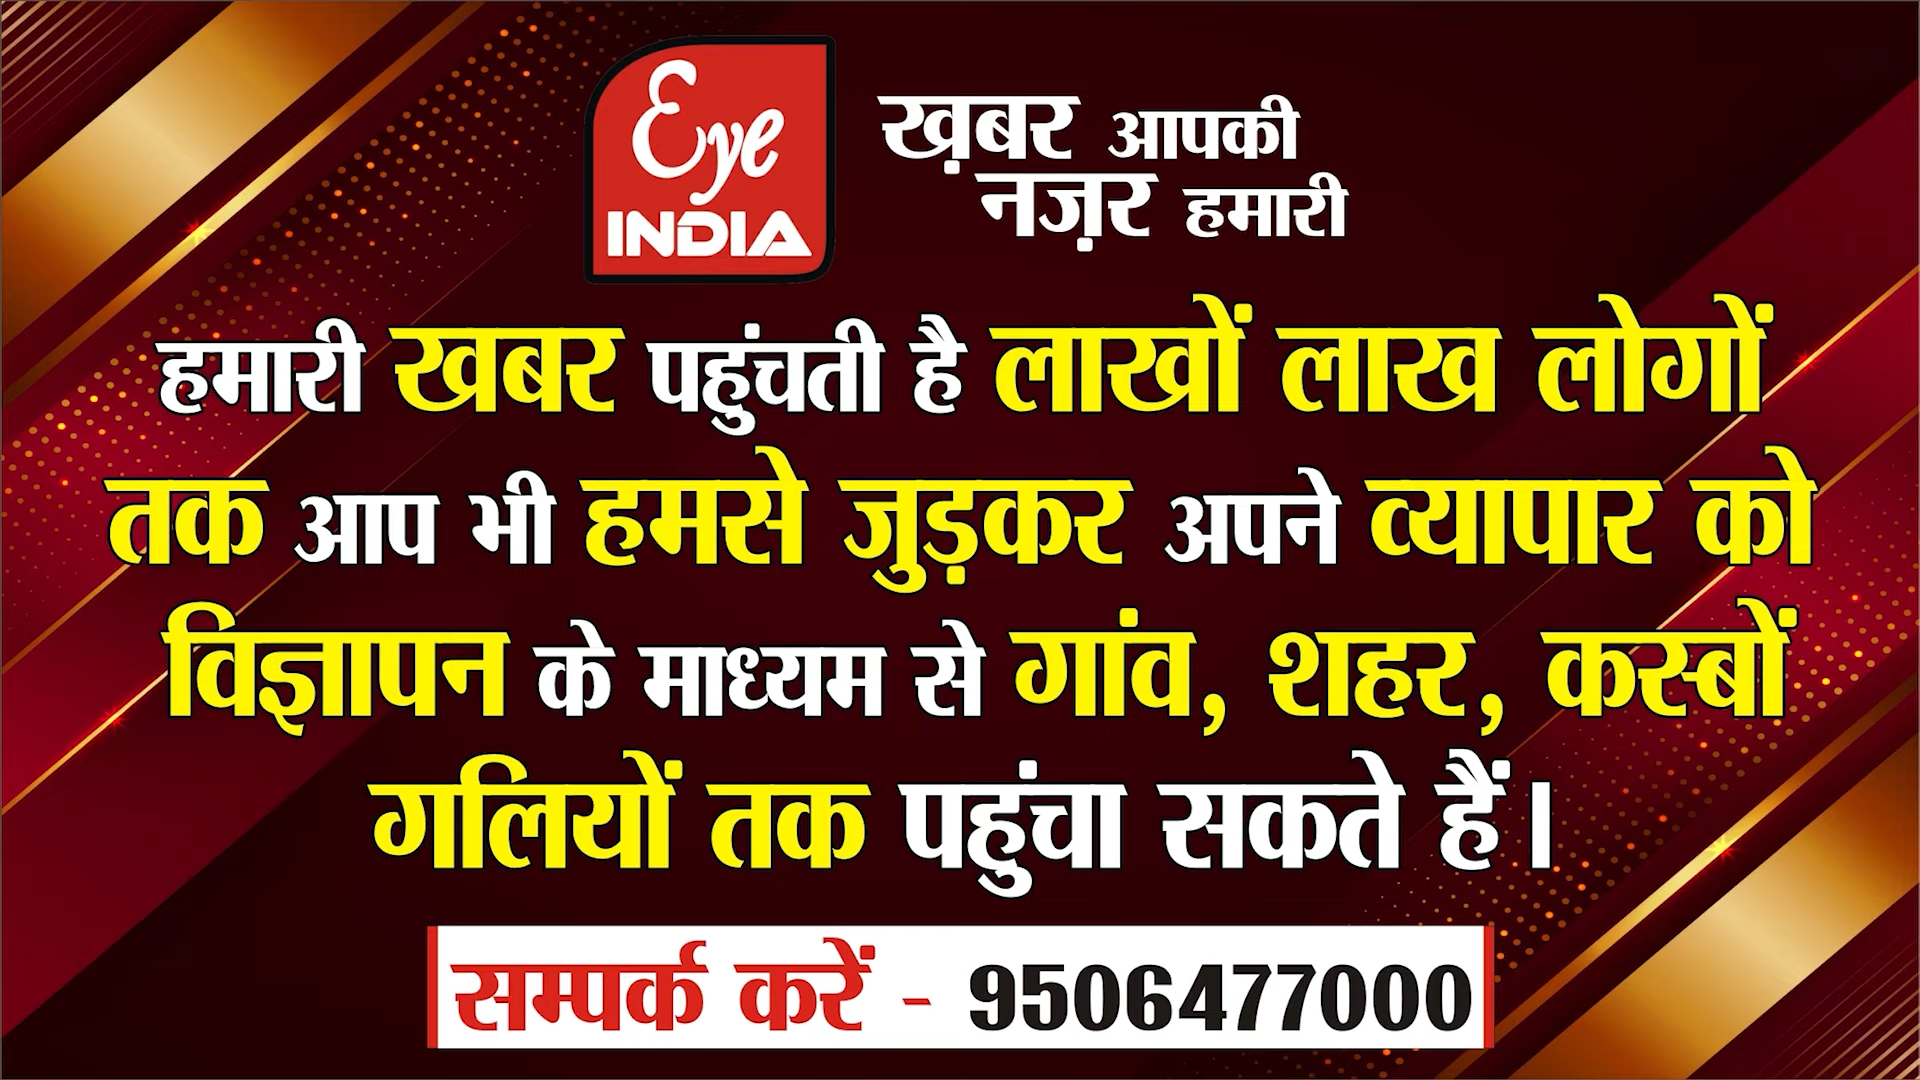 Eye
INDIA
ख़बर आपकी
नज़र हमारी
हमारी खबर पहुंचती है लाखों लाख लोगों
तक आप भी हमसे जुड़कर अपने व्यापार को
विज्ञापन के माध्यम से गांव, शहर, कस्बों
गलियों तक पहुंचा सकते हैं।
सम्पर्क करें - 9506477000